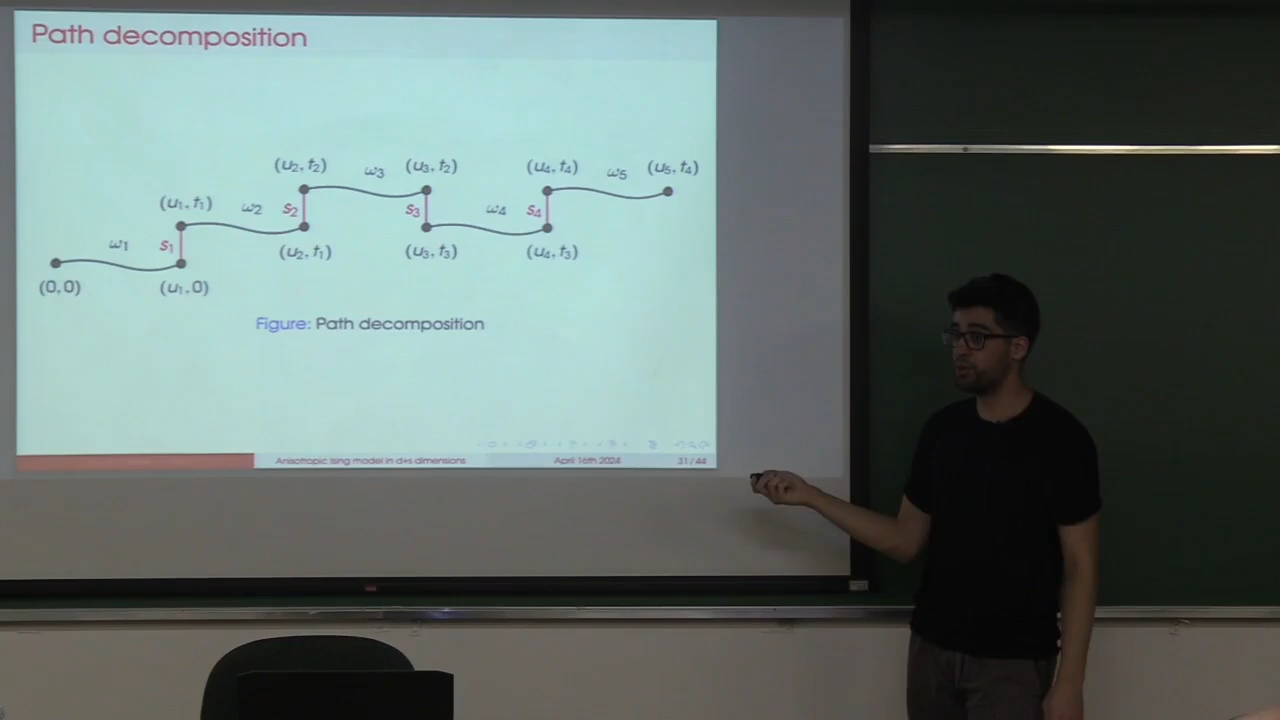 Path decomposition
(u2, t2) ω3 (u3, t2) (u4, t4) ω5 (u5, t4)
(u1, t1) ω2 s2 s3 ω4 s4
ω1 s1 (u2, t1) (u3, t3) (u4, t3)
(0,0) (u1, 0)
Figure: Path decomposition
Anisotropic Ising model in d+s dimensions April 16th 2024 31 / 44